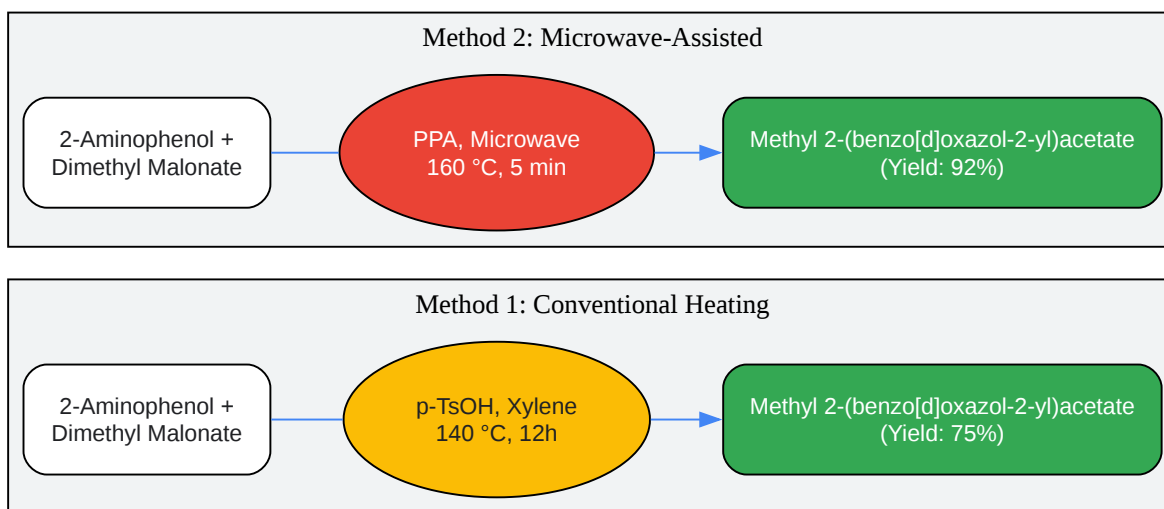 Method 2: Microwave-Assisted
2-Aminophenol +
Dimethyl Malonate
PPA, Microwave
160 °C, 5 min
Methyl 2-(benzo[d]oxazol-2-yl)acetate
(Yield: 92%)
Method 1: Conventional Heating
2-Aminophenol +
Dimethyl Malonate
p-TsOH, Xylene
140 °C, 12h
Methyl 2-(benzo[d]oxazol-2-yl)acetate
(Yield: 75%)